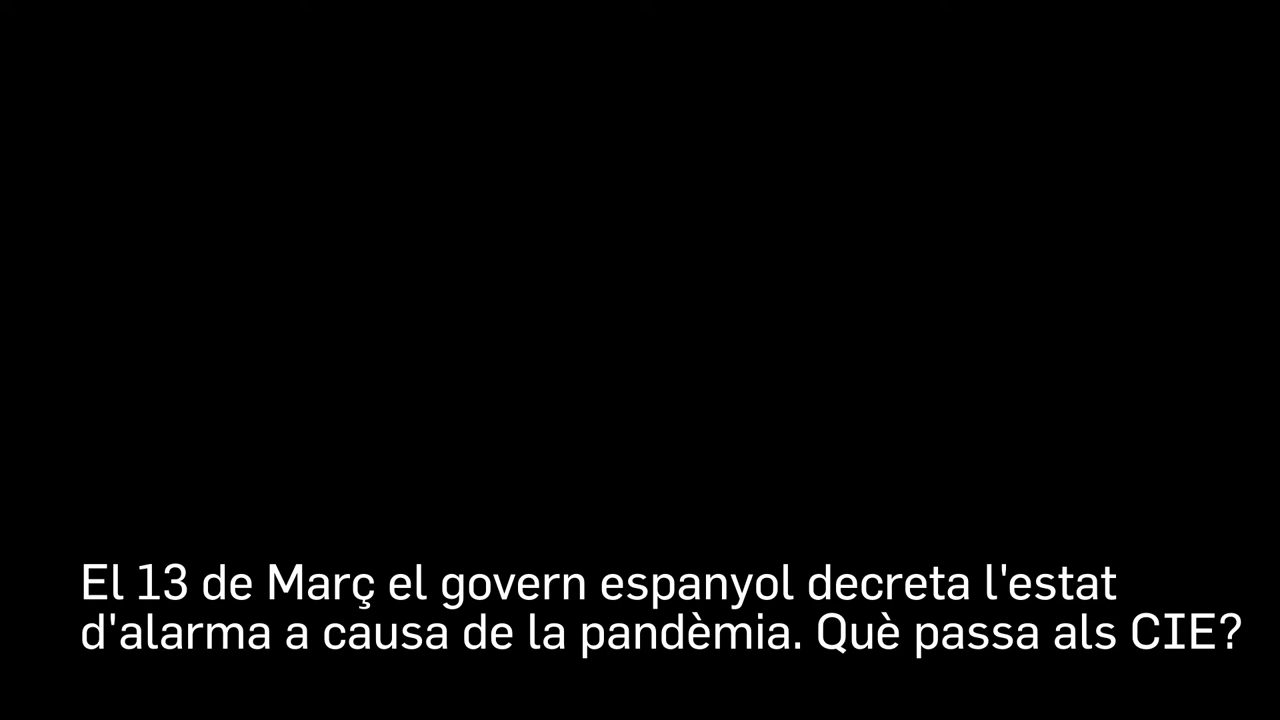 El 13 de Març el govern espanyol decreta l'estat
d'alarma a causa de la pandèmia. Què passa als CIE?